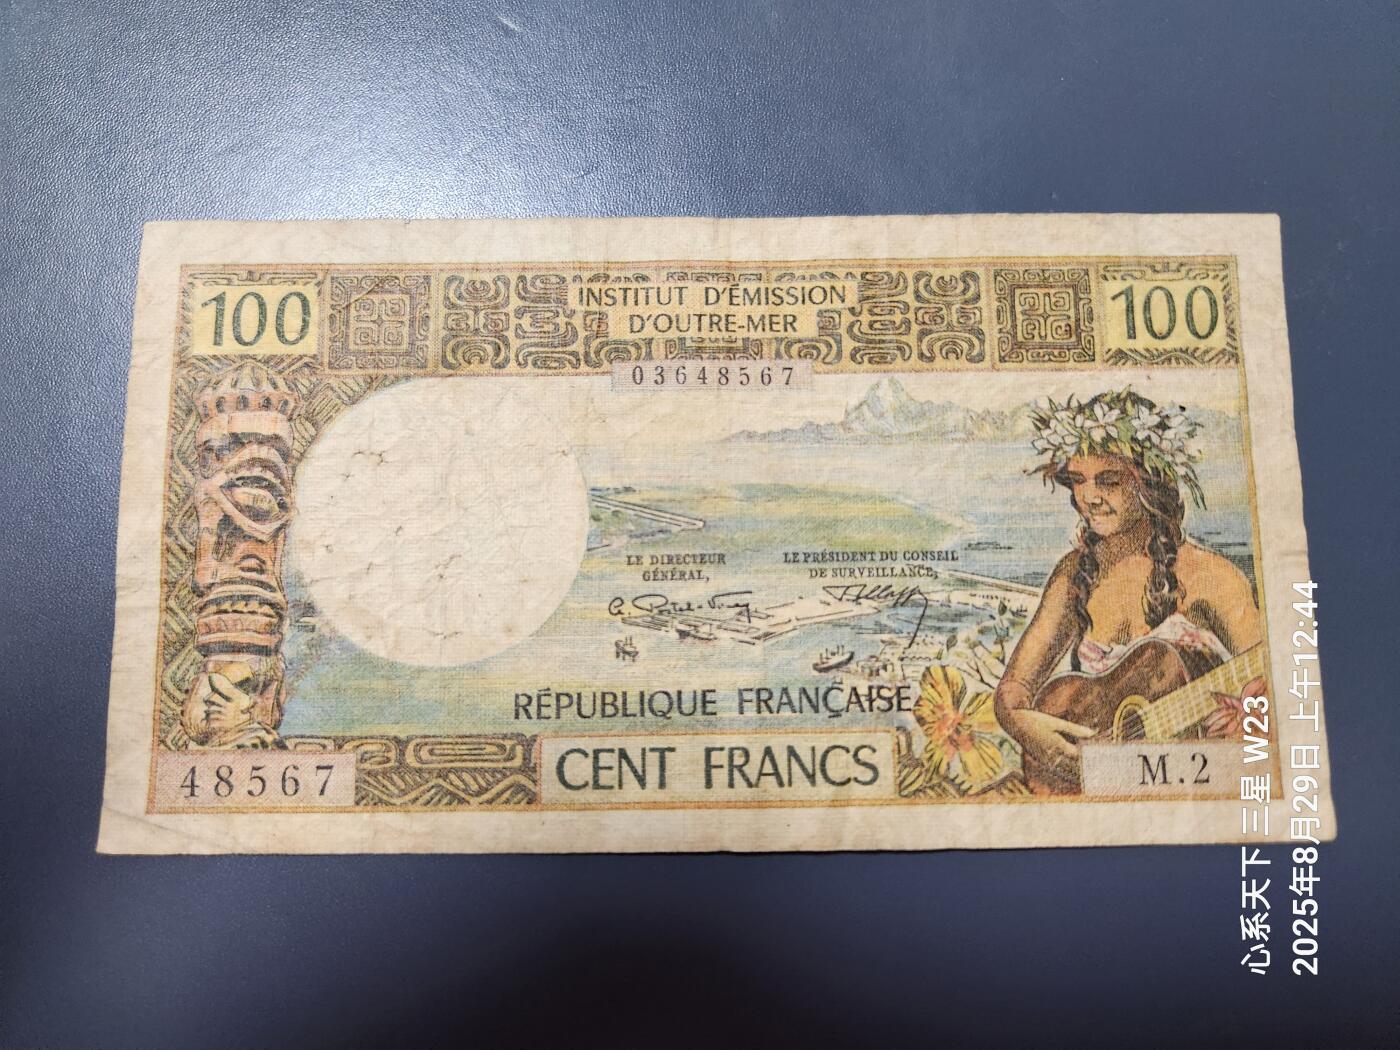 100
INSTITUT D'ÉMISSION
D'OUTRE-MER
100
03648567
LE DIRECTEUR
GÉNÉRAL,
LE PRÉSIDENT DU CONSEIL
DE SURVEILLANCE,
RÉPUBLIQUE FRANÇAISE
48567
CENT FRANCS
M.2
心系天下 三星 W23
2025年8月29日 上午12:44